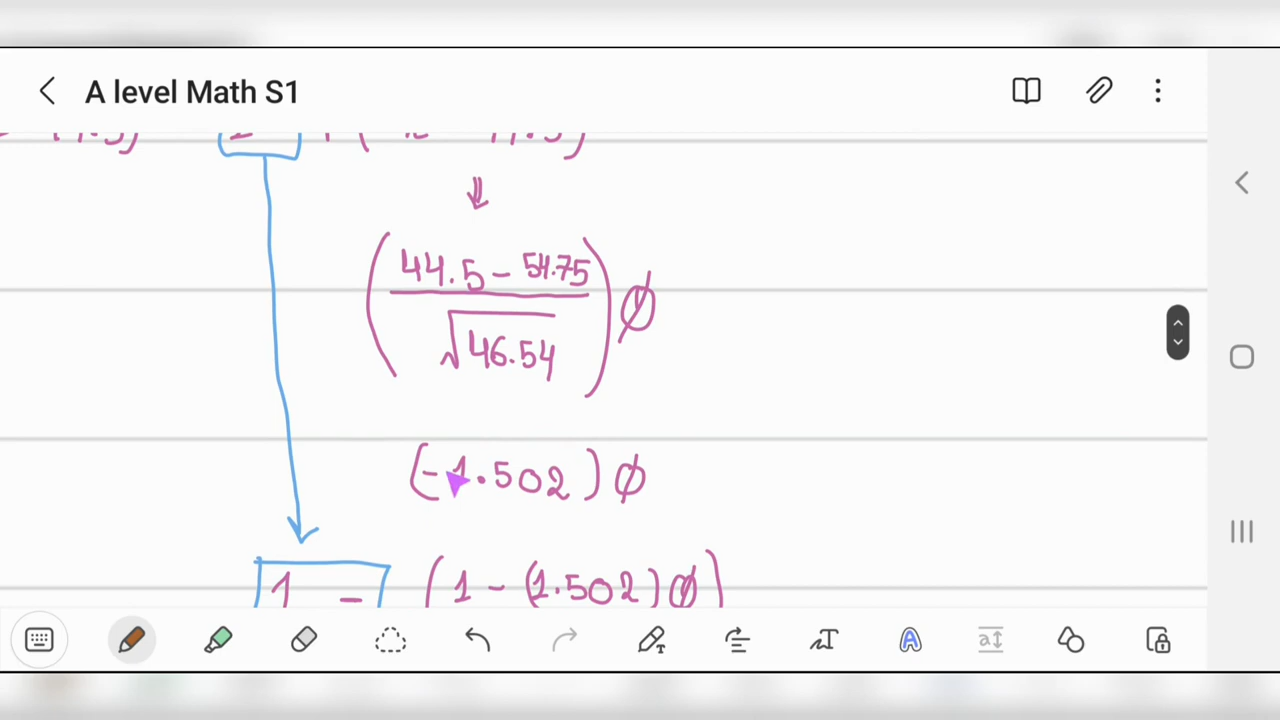 A level Math S1
(44.5 - 54.75 / √46.54) Ø
(-1.502) Ø
1 - (1 - (1.502) Ø)